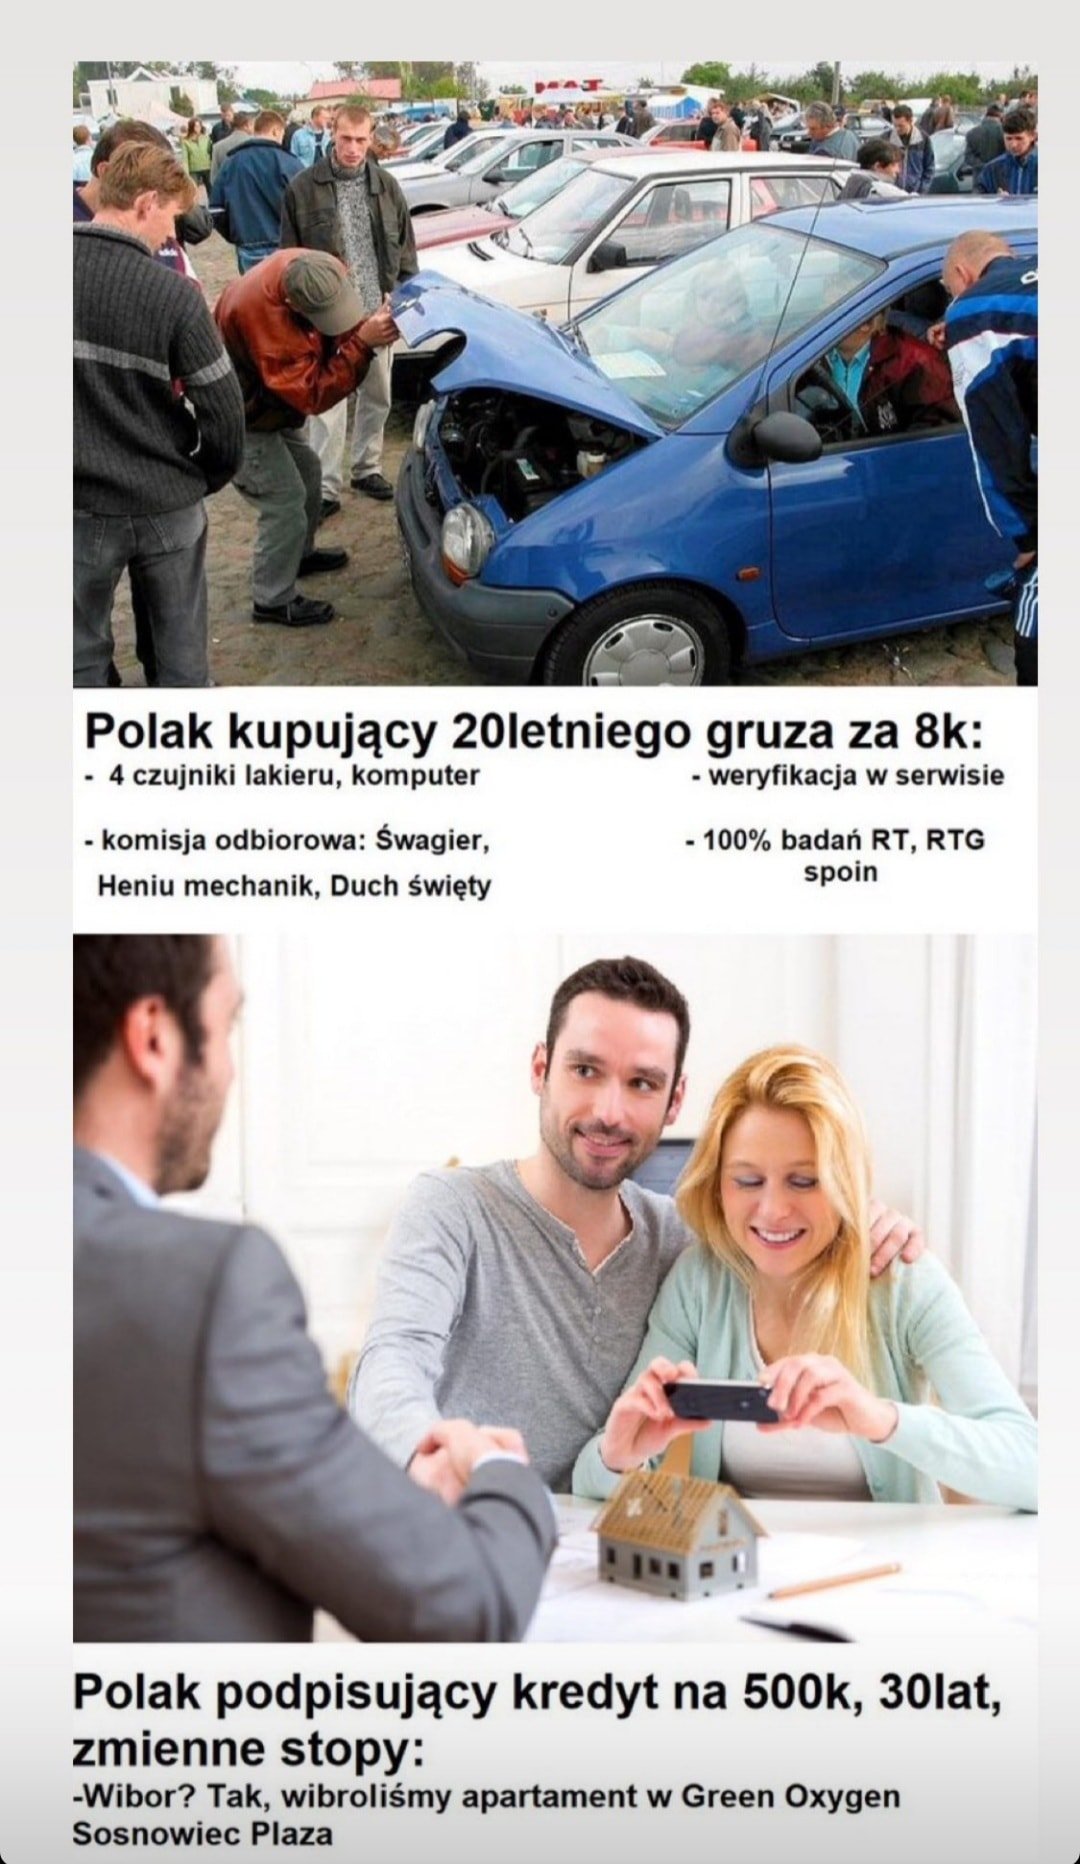 Polak kupujący 20letniego gruza za 8k:
- 4 czujniki lakieru, komputer
- weryfikacja w serwisie
- komisja odbiorowa: Śwagier,
Heniu mechanik, Duch święty
- 100% badań RT, RTG
spoin
Polak podpisujący kredyt na 500k, 30lat,
zmienne stopy:
-Wibor? Tak, wibroliśmy apartament w Green Oxygen
Sosnowiec Plaza